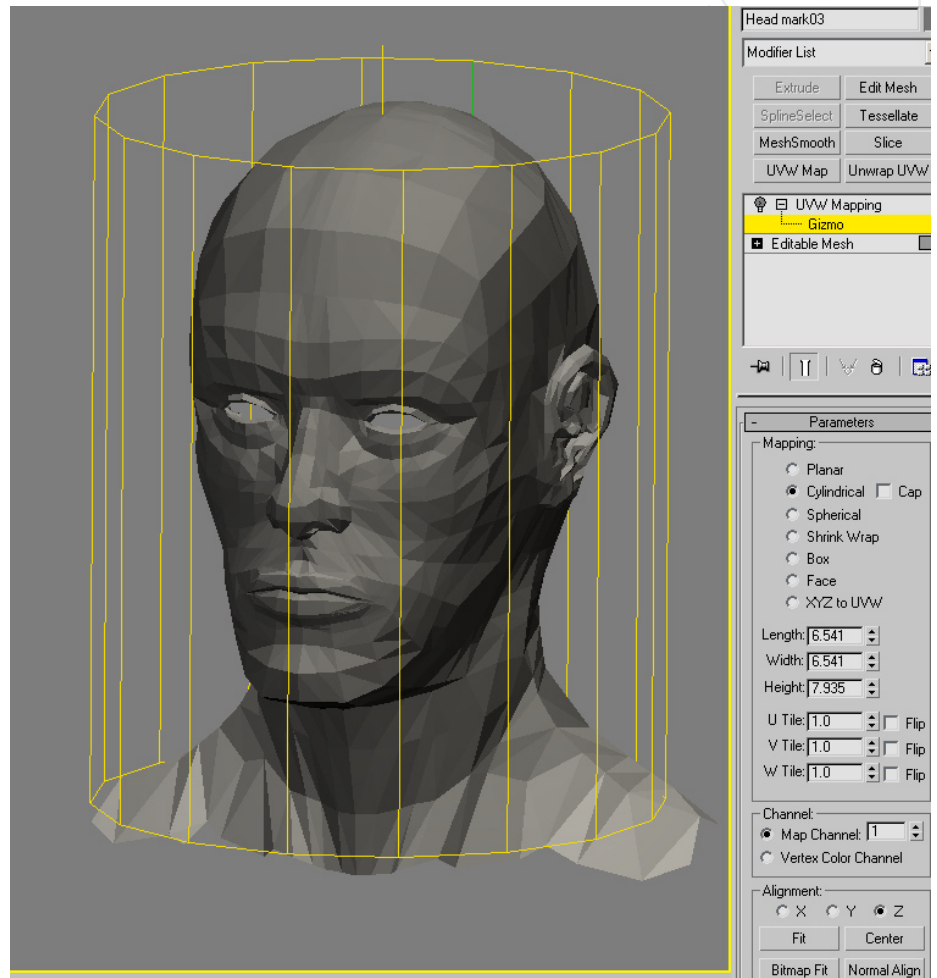 Head mark03
Modifier List
Extrude Edit Mesh
SplineSelect Tessellate
MeshSmooth Slice
UVW Map Unwrap UVW
UVW Mapping
Gizmo
Editable Mesh
Parameters
Mapping:
Planar
Cylindrical Cap
Spherical
Shrink Wrap
Box
Face
XYZ to UVW
Length: 6.541
Width: 6.541
Height: 7.935
U Tile: 1.0 Flip
V Tile: 1.0 Flip
W Tile: 1.0 Flip
Channel:
Map Channel: 1
Vertex Color Channel
Alignment:
X Y Z
Fit Center
Bitmap Fit Normal Align